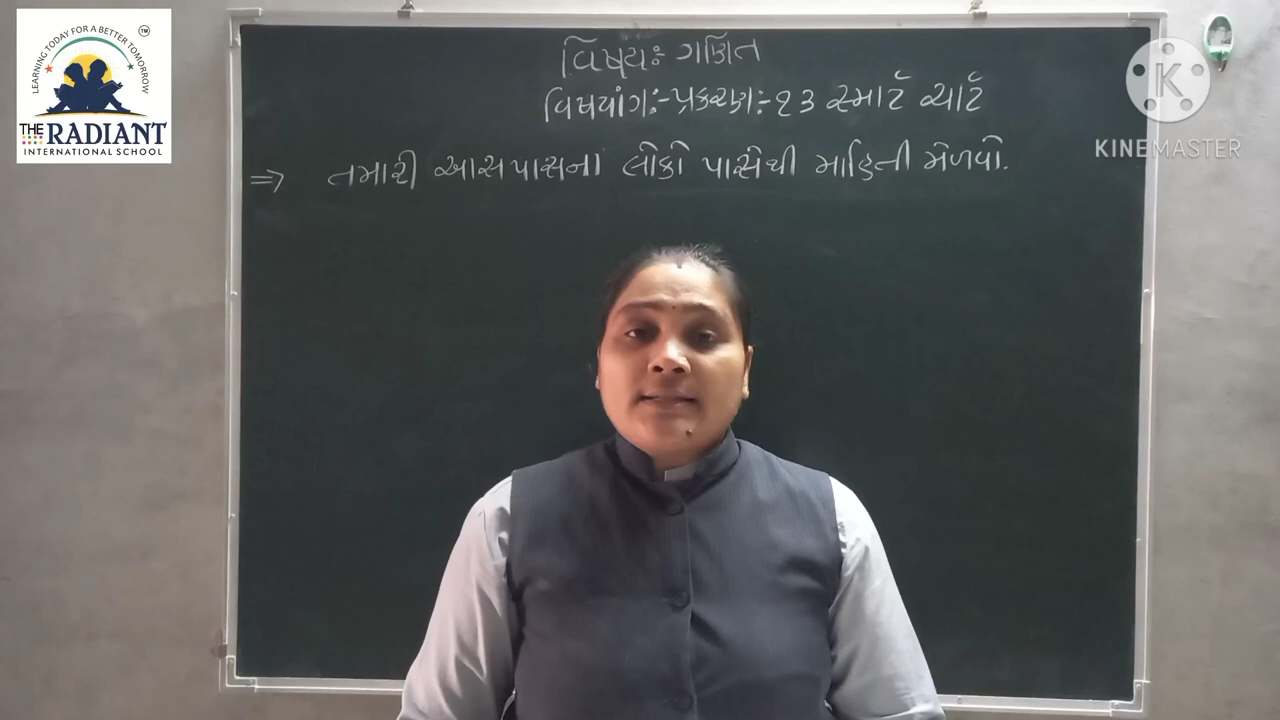 LEARNING TODAY FOR A BETTER TOMORROW
TM
THE RADIANT
INTERNATIONAL SCHOOL
વિષય:- ગણિત
વિષયાંગ:- પ્રકરણ:- ૧૩ સ્માર્ટ ચાર્ટ
⇒ તમારી આસપાસનાં લોકો પાસેથી માહિતી મેળવો.
K
KINEMASTER